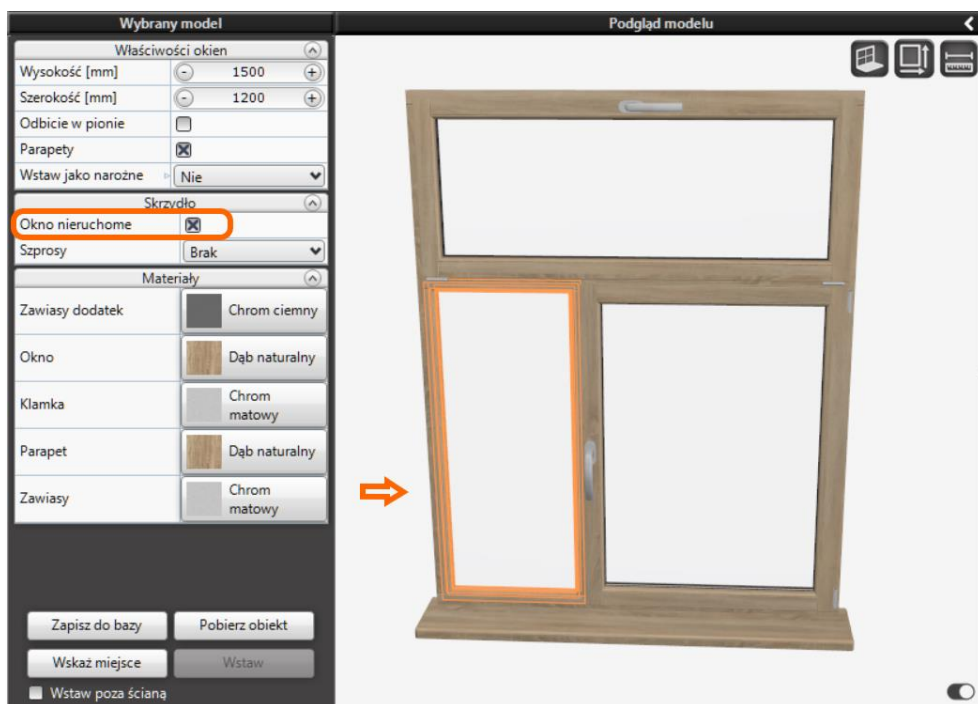 Wybrany model
Podgląd modelu
Właściwości okien
Wysokość [mm] - 1500 +
Szerokość [mm] - 1200 +
Odbicie w pionie
Parapety
Wstaw jako narożne Nie
Skrzydło
Okno nieruchome
Szprosy Brak
Materiały
Zawiasy dodatek Chrom ciemny
Okno Dąb naturalny
Klamka Chrom
matowy
Parapet Dąb naturalny
Zawiasy Chrom
matowy
Zapisz do bazy Pobierz obiekt
Wskaż miejsce Wstaw
Wstaw poza ścianą